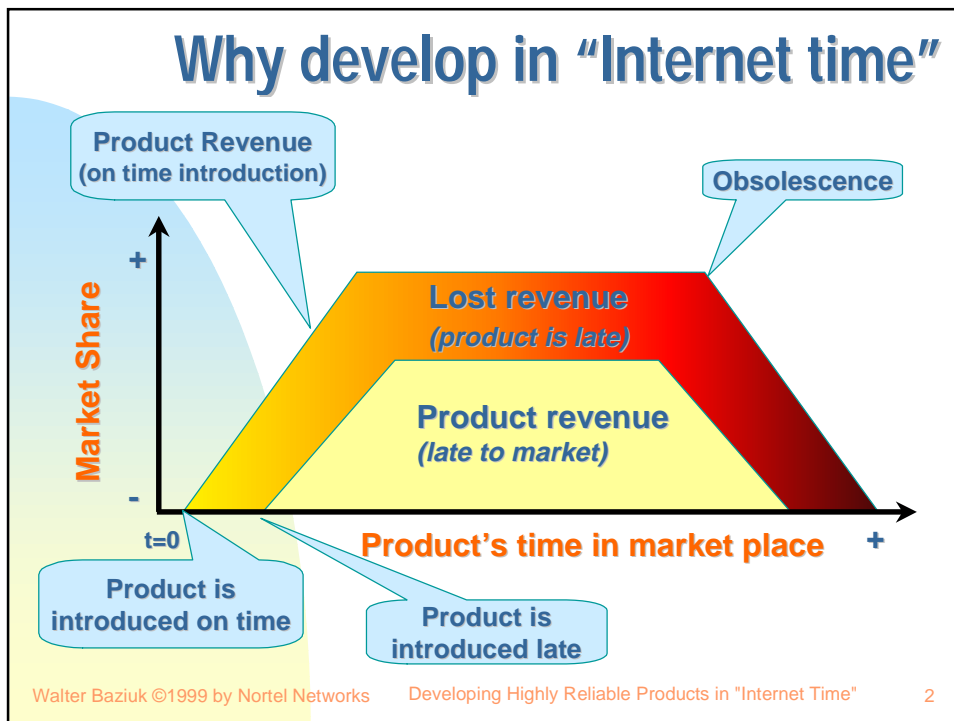 Why develop in “Internet time”
Product Revenue
(on time introduction)
Obsolescence
+
Market Share
-
Lost revenue
(product is late)
Product revenue
(late to market)
t=0
Product’s time in market place
+
Product is
introduced on time
Product is
introduced late
Walter Baziuk ©1999 by Nortel Networks
Developing Highly Reliable Products in "Internet Time"
2